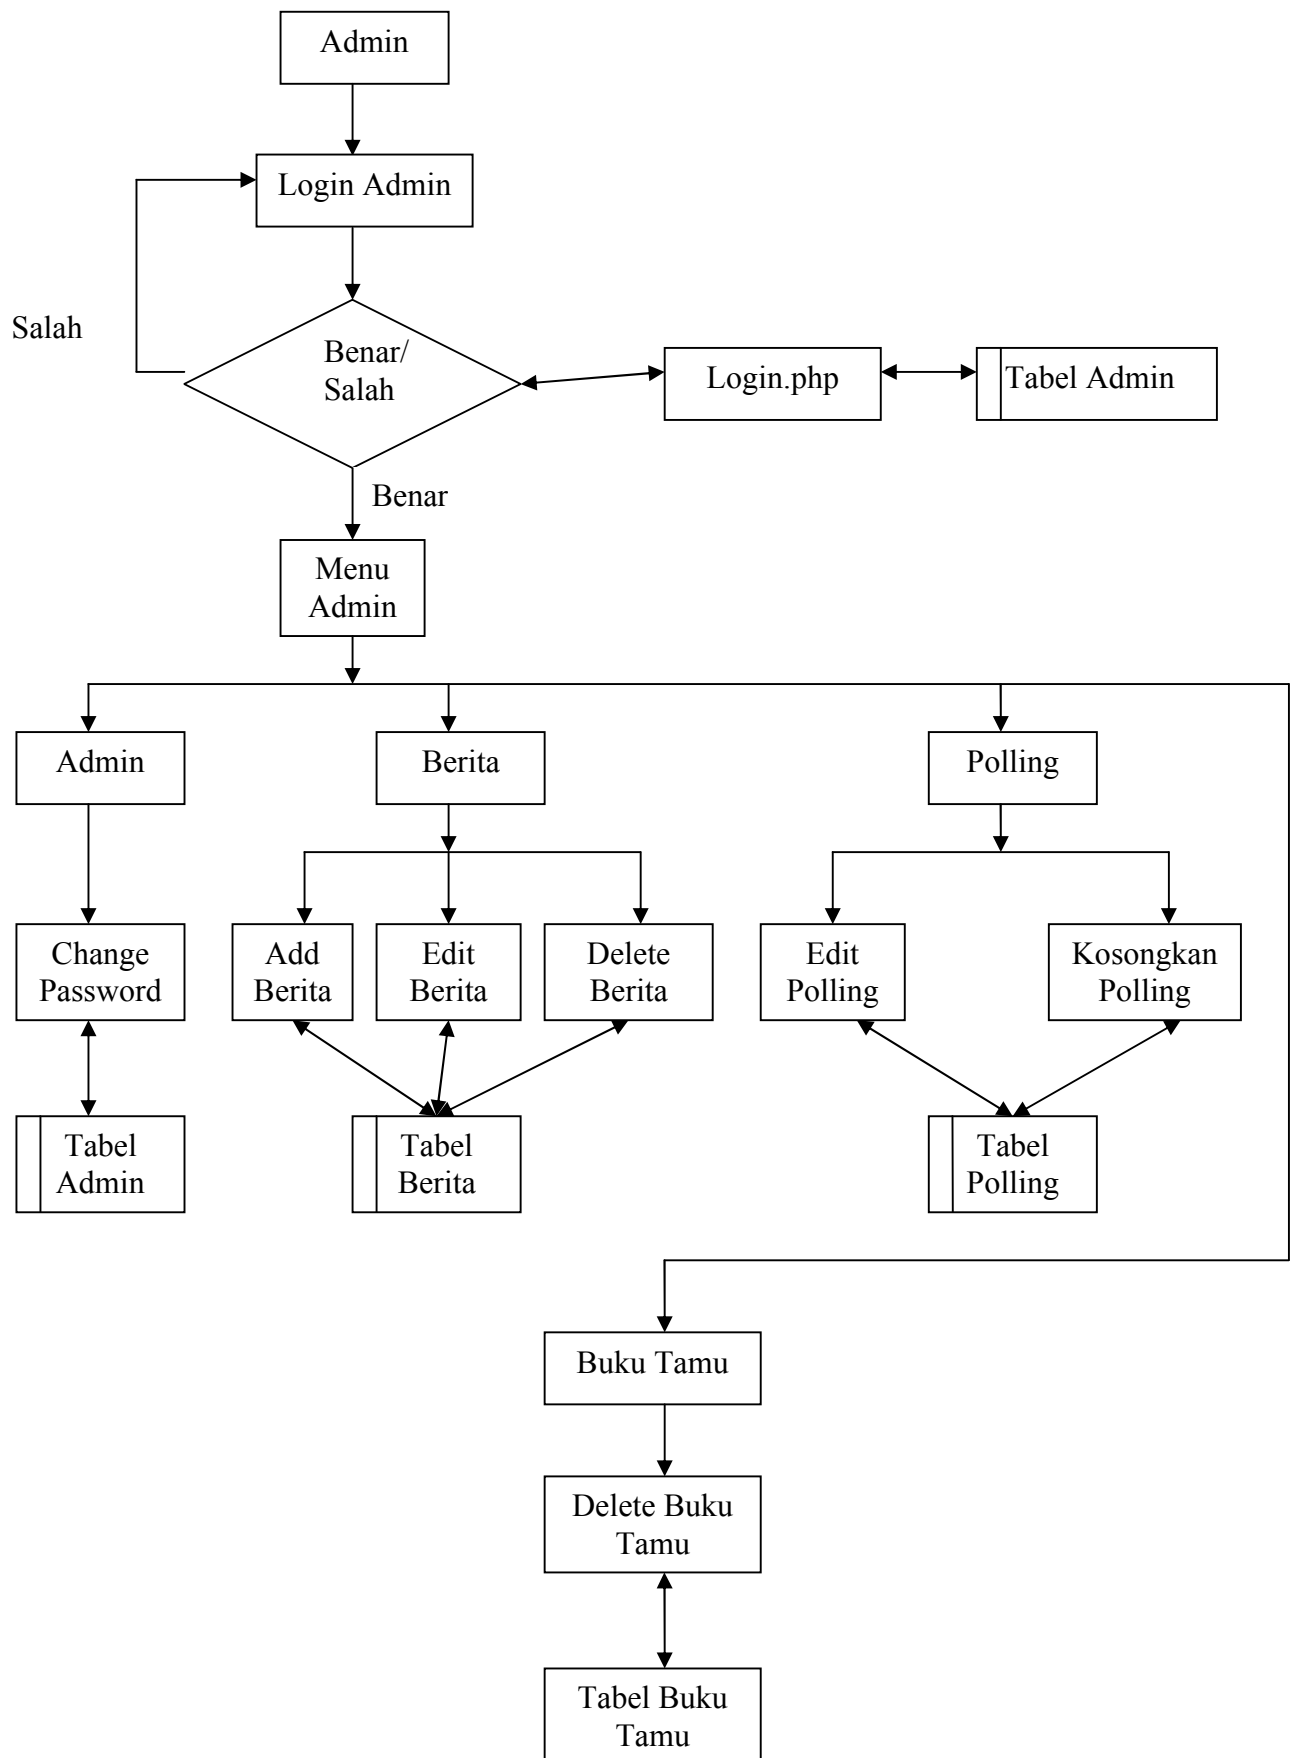 Admin
Login Admin
Salah
Benar/
Salah
Login.php
Tabel Admin
Benar
Menu
Admin
Admin
Berita
Polling
Change
Password
Add
Berita
Edit
Berita
Delete
Berita
Edit
Polling
Kosongkan
Polling
Tabel
Admin
Tabel
Berita
Tabel
Polling
Buku Tamu
Delete Buku
Tamu
Tabel Buku
Tamu